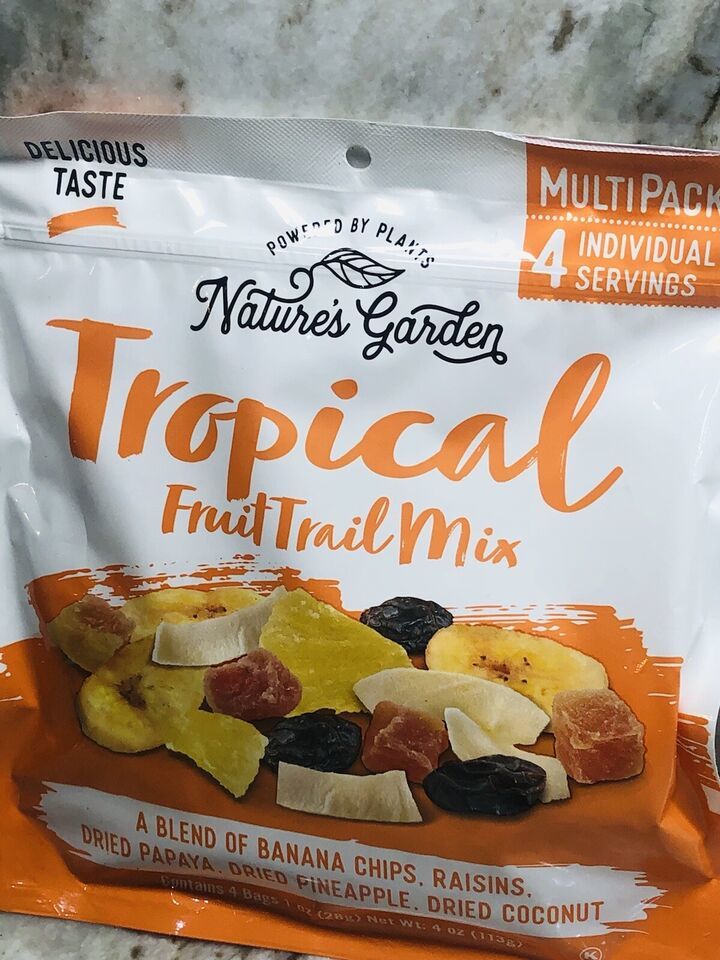 DELICIOUS
TASTE
MULTIPACK
4 INDIVIDUAL
SERVINGS
POWERED BY PLANTS
Nature's Garden
Tropical
Fruit Trail Mix
A BLEND OF BANANA CHIPS, RAISINS,
DRIED PAPAYA, DRIED PINEAPPLE, DRIED COCONUT
Contains 4 Bags 1 oz (28g) Net Wt: 4 oz (113g)
K